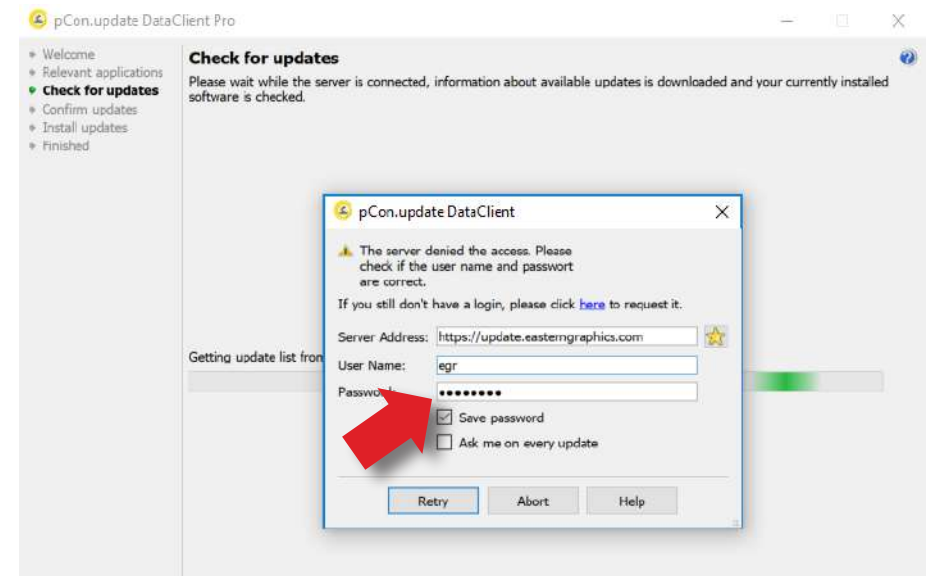 pCon.update DataClient Pro
Welcome
Relevant applications
Check for updates
Confirm updates
Install updates
Finished
Check for updates
Please wait while the server is connected, information about available updates is downloaded and your currently installed
software is checked.
Getting update list from
pCon.update DataClient
The server denied the access. Please
check if the user name and passwort
are correct.
If you still don't have a login, please click here to request it.
Server Address: https://update.easterngraphics.com
User Name: egr
••••••••
Save password
Ask me on every update
Retry Abort Help